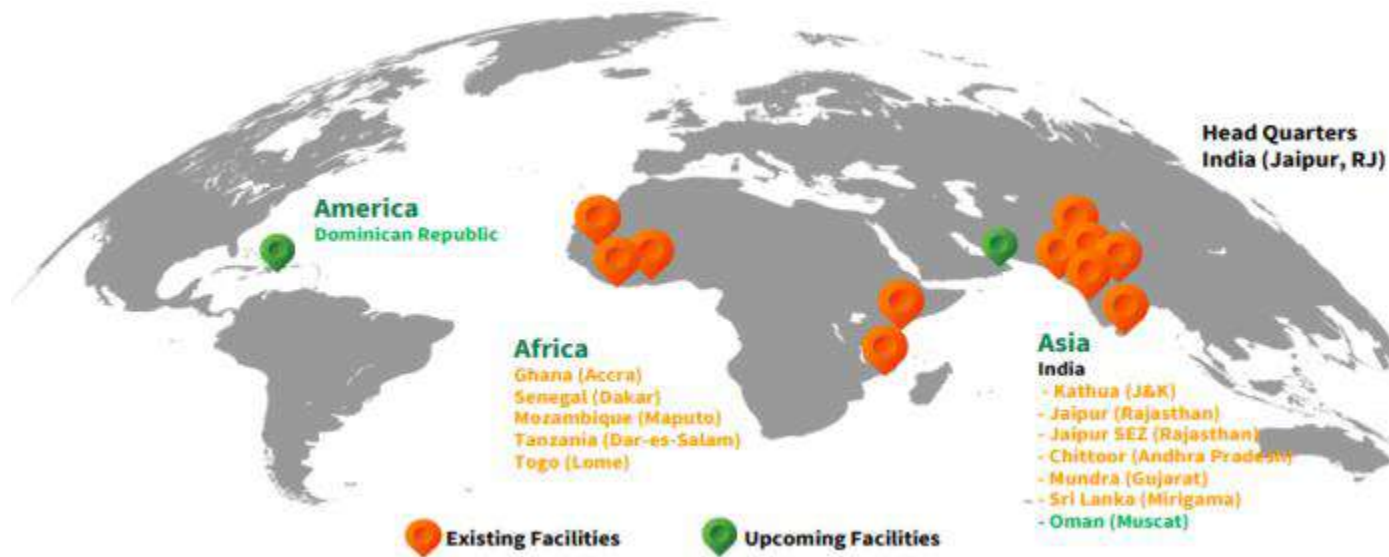 Head Quarters
India (Jaipur, RJ)
America
Dominican Republic
Africa
Ghana (Accra)
Senegal (Dakar)
Mozambique (Maputo)
Tanzania (Dar-es-Salam)
Togo (Lome)
Asia
India
- Kathua (J&K)
- Jaipur (Rajasthan)
- Jaipur SEZ (Rajasthan)
- Chittoor (Andhra Pradesh)
- Mundra (Gujarat)
- Sri Lanka (Mirigama)
- Oman (Muscat)
Existing Facilities
Upcoming Facilities